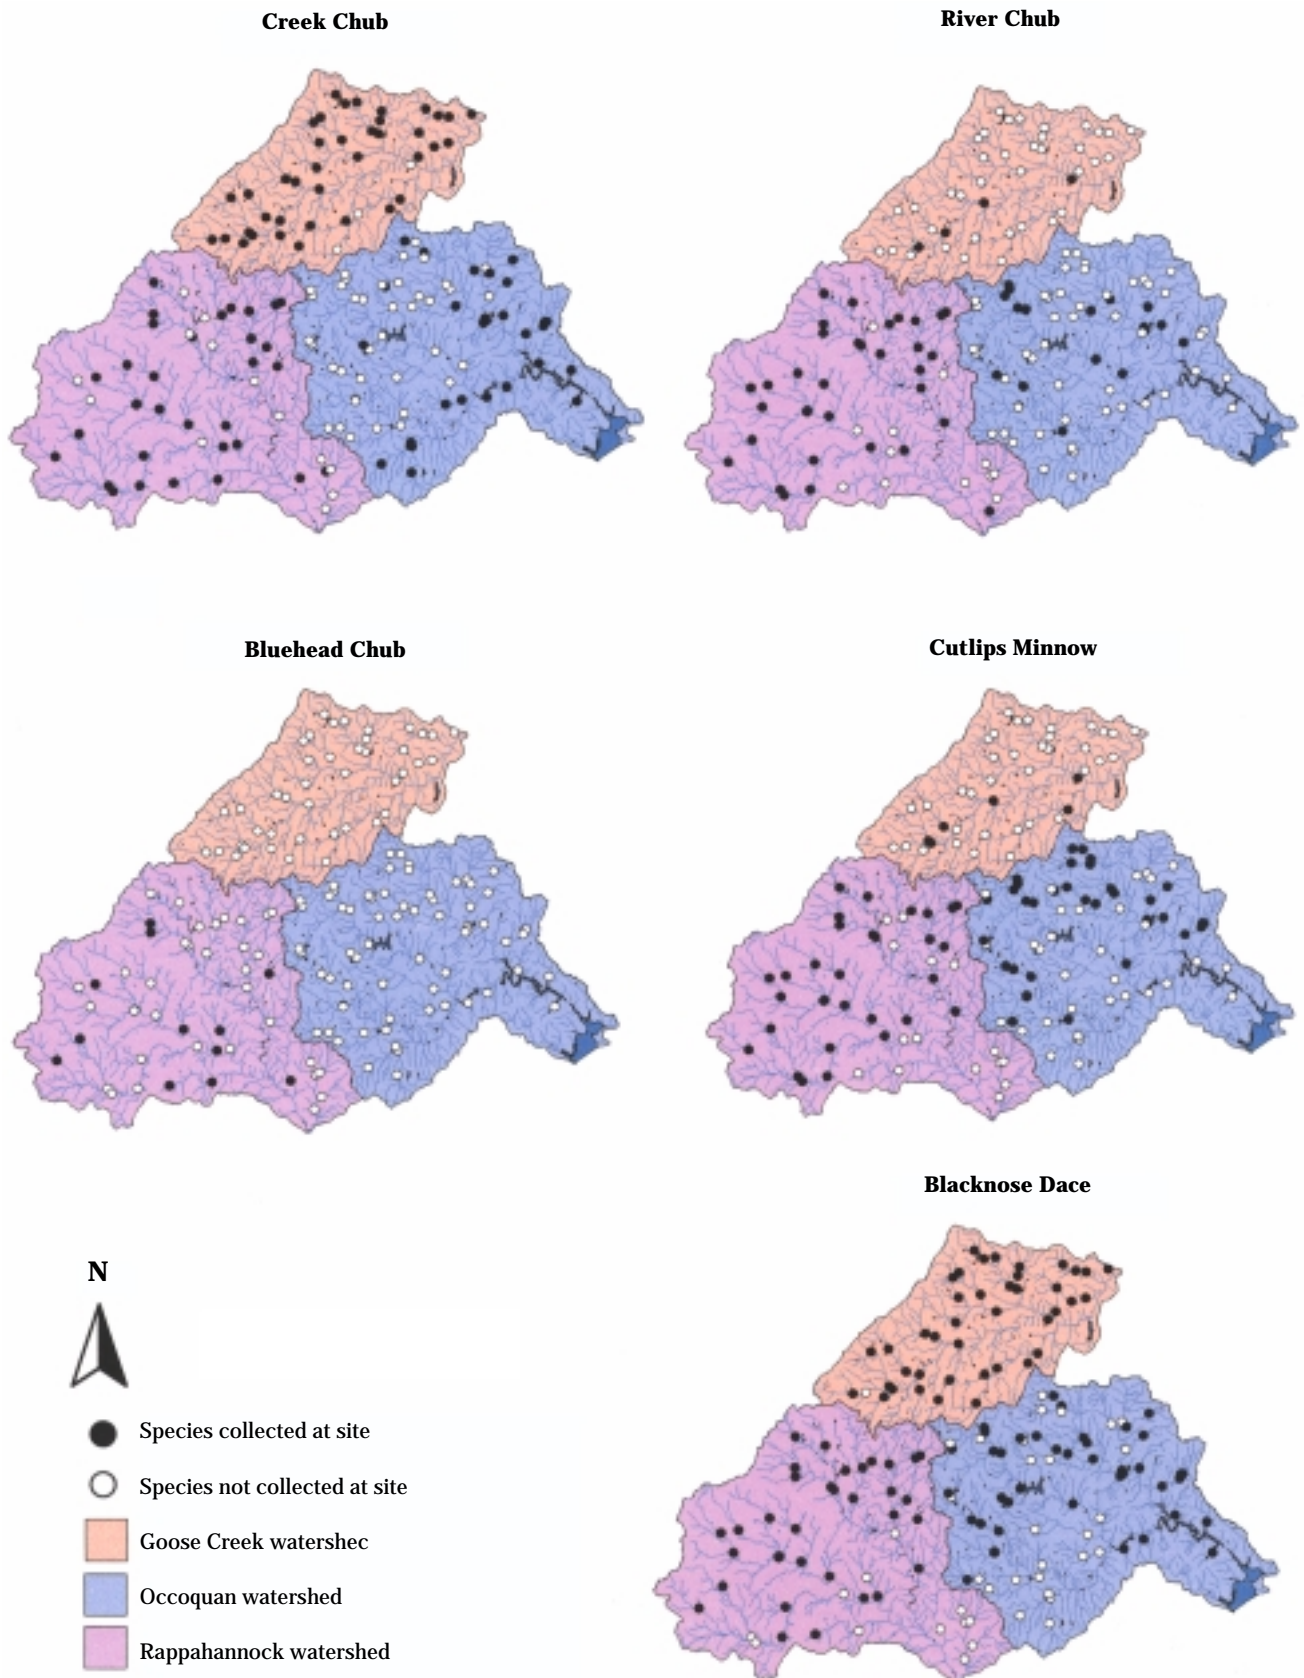 Creek Chub
River Chub
Bluehead Chub
Cutlips Minnow
Blacknose Dace
N
Species collected at site
Species not collected at site
Goose Creek watershec
Occoquan watershed
Rappahannock watershed